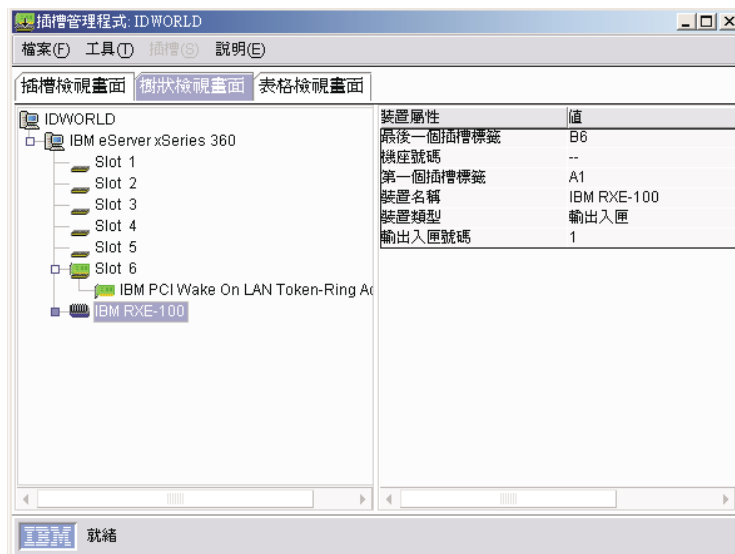 插槽管理程式: IDWORLD
檔案(F) 工具(T) 插槽(S) 說明(E)
插槽檢視畫面 樹狀檢視畫面 表格檢視畫面
IDWORLD
IBM eServer xSeries 360
Slot 1
Slot 2
Slot 3
Slot 4
Slot 5
Slot 6
IBM PCI Wake On LAN Token-Ring Ac
IBM RXE-100
裝置屬性 值
最後一個插槽標籤 B6
機座號碼 --
第一個插槽標籤 A1
裝置名稱 IBM RXE-100
裝置類型 輸出入匣
輸出入匣號碼 1
IBM 就緒